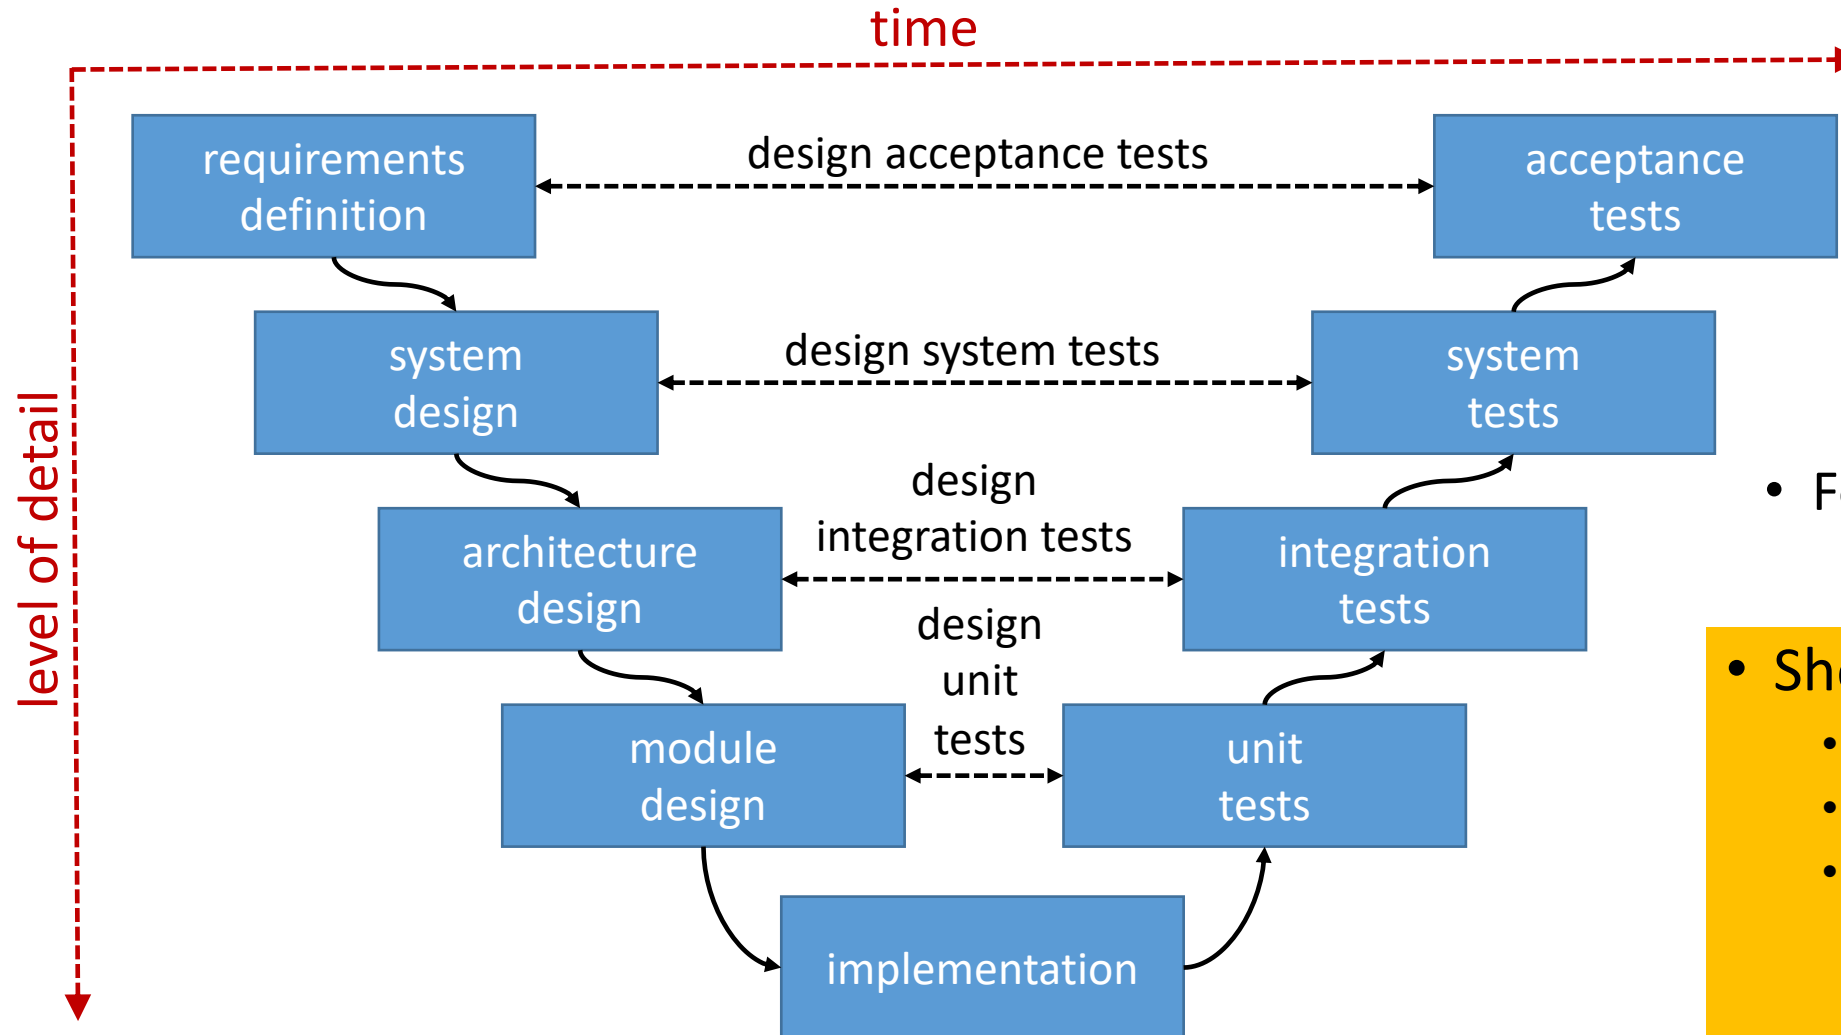 time
requirements
definition
design acceptance tests
acceptance
tests
system
design
design system tests
system
tests
level of detail
architecture
design
design
integration tests
integration
tests
module
design
design
unit
tests
unit
tests
implementation